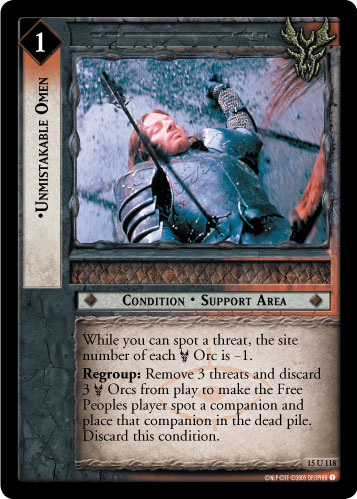 1
•Unmistakable Omen
Condition • Support Area
While you can spot a threat, the site
number of each Orc is –1.
Regroup: Remove 3 threats and discard
3 Orcs from play to make the Free
Peoples player spot a companion and
place that companion in the dead pile.
Discard this condition.
15 U 118